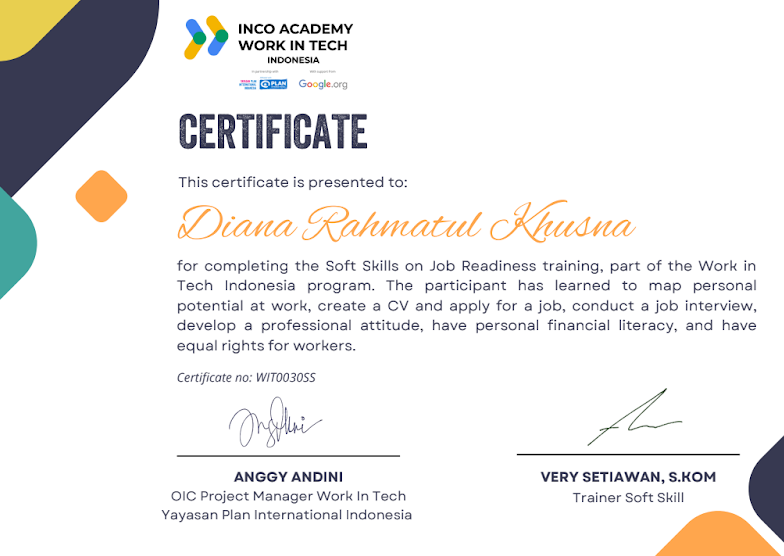 INCO ACADEMY
WORK IN TECH
INDONESIA
PLAN
Google.org
CERTIFICATE
This certificate is presented to:
Diana Rahmatul Khusna
for completing the Soft Skills on Job Readiness training, part of the Work in
Tech Indonesia program. The participant has learned to map personal
potential at work, create a CV and apply for a job, conduct a job interview,
develop a professional attitude, have personal financial literacy, and have
equal rights for workers.
Certificate no: WIT0030SS
ANGGY ANDINI
OIC Project Manager Work In Tech
Yayasan Plan International Indonesia
VERY SETIAWAN, S.KOM
Trainer Soft Skill